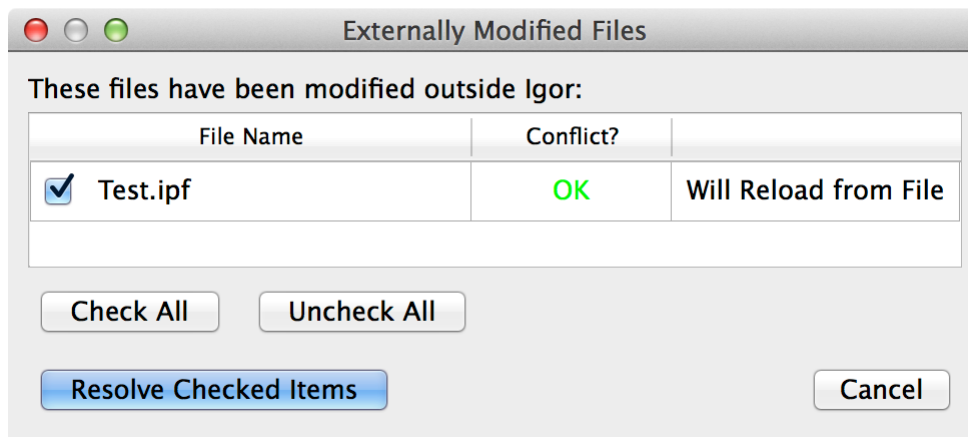 Externally Modified Files
These files have been modified outside Igor:
File Name Conflict?
Test.ipf OK Will Reload from File
Check All Uncheck All
Resolve Checked Items Cancel